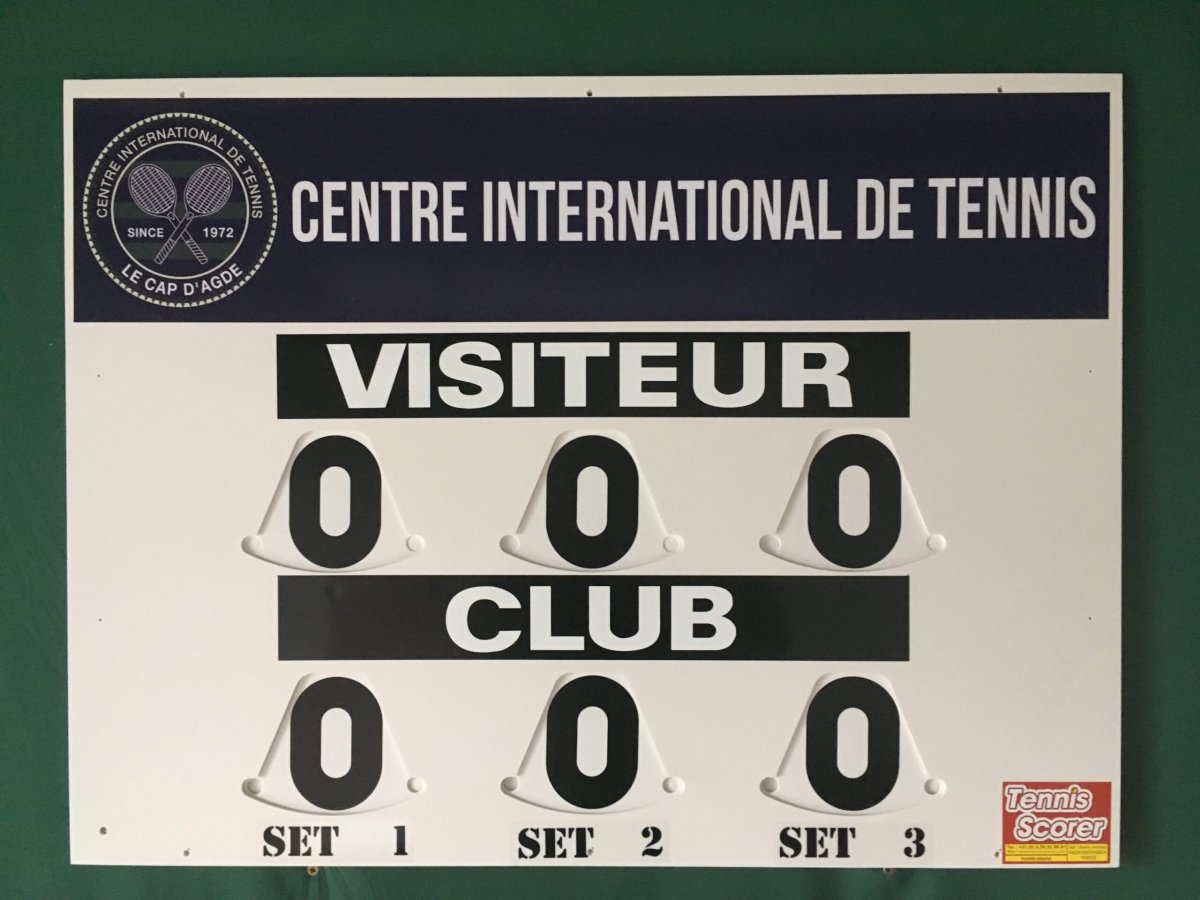 CENTRE INTERNATIONAL DE TENNIS
SINCE 1972
LE CAP D'AGDE
CENTRE INTERNATIONAL DE TENNIS
VISITEUR
0 0 0
CLUB
0 0 0
SET 1 SET 2 SET 3
Tennis
Scorer